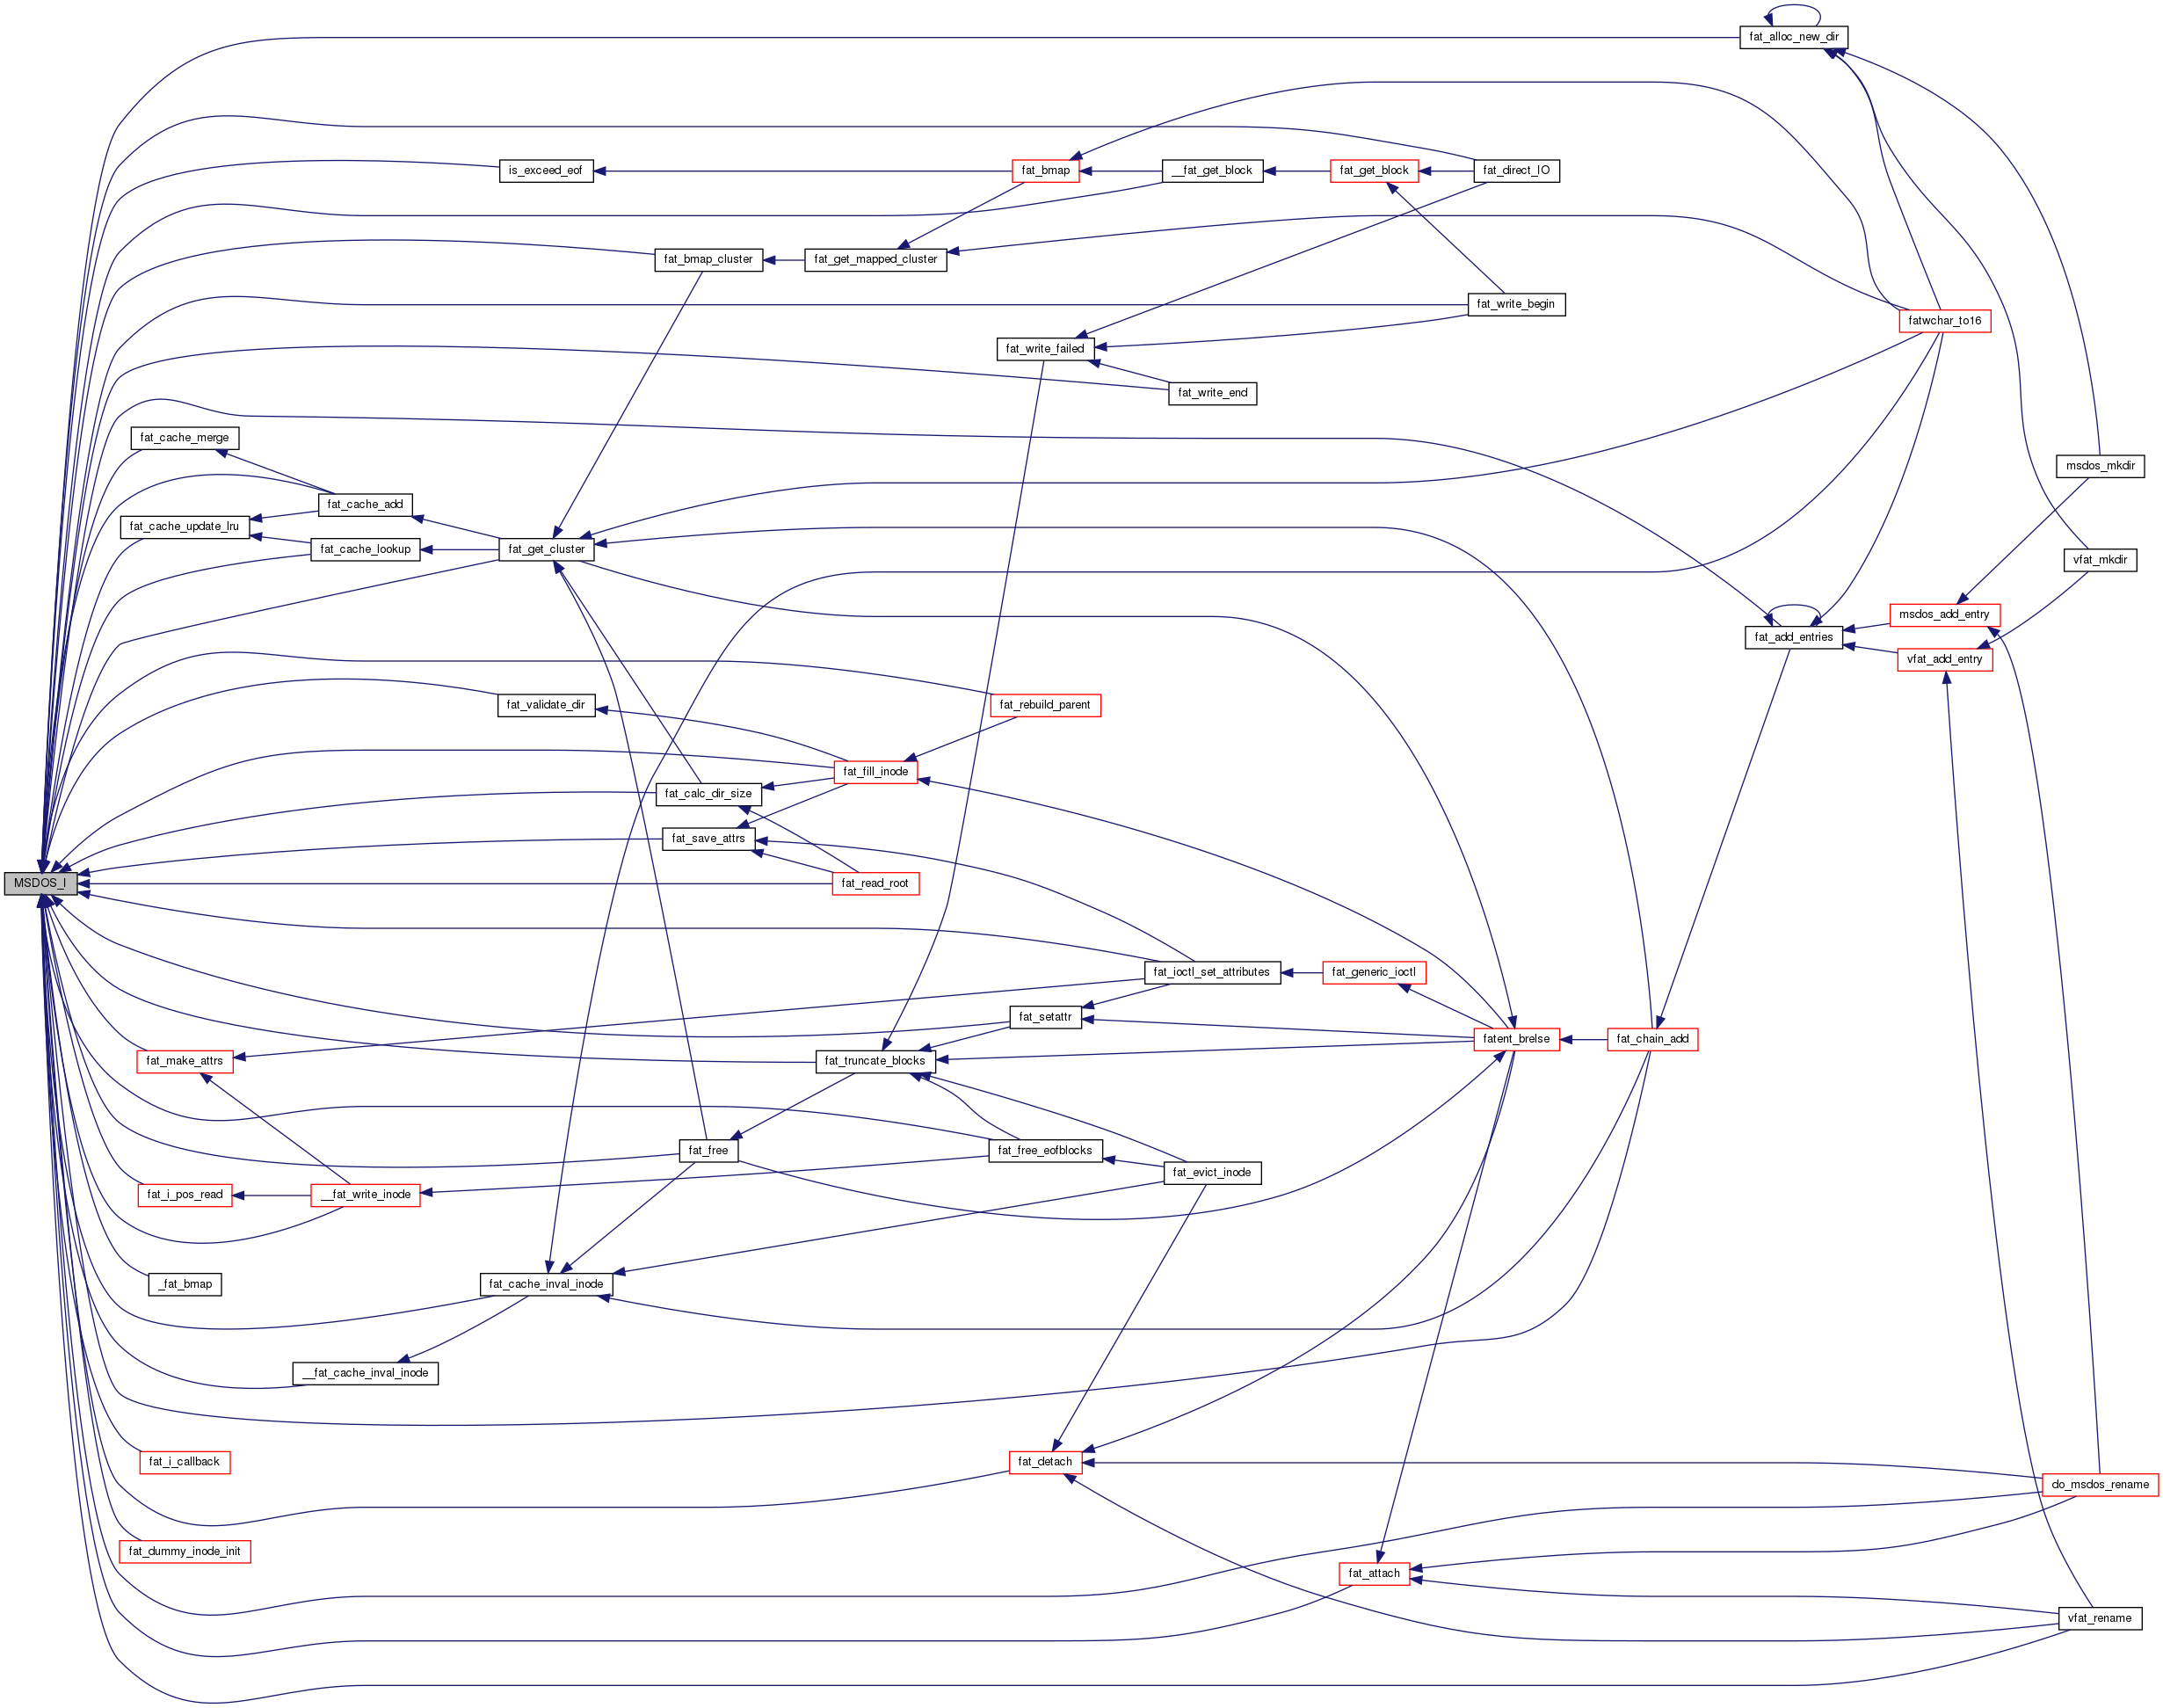 fat_alloc_new_dir
is_exceed_eof
fat_bmap
__fat_get_block
fat_get_block
fat_direct_IO
fat_bmap_cluster
fat_get_mapped_cluster
fat_write_begin
fatwchar_to16
fat_write_failed
fat_write_end
fat_cache_merge
msdos_mkdir
fat_cache_add
fat_cache_update_lru
fat_cache_lookup
fat_get_cluster
vfat_mkdir
msdos_add_entry
fat_add_entries
vfat_add_entry
fat_validate_dir
fat_rebuild_parent
fat_fill_inode
fat_calc_dir_size
fat_save_attrs
MSDOS_I
fat_read_root
fat_ioctl_set_attributes
fat_generic_ioctl
fat_setattr
fatent_brelse
fat_chain_add
fat_make_attrs
fat_truncate_blocks
fat_free
fat_free_eofblocks
fat_evict_inode
fat_i_pos_read
__fat_write_inode
_fat_bmap
fat_cache_inval_inode
__fat_cache_inval_inode
fat_i_callback
fat_detach
do_msdos_rename
fat_dummy_inode_init
fat_attach
vfat_rename